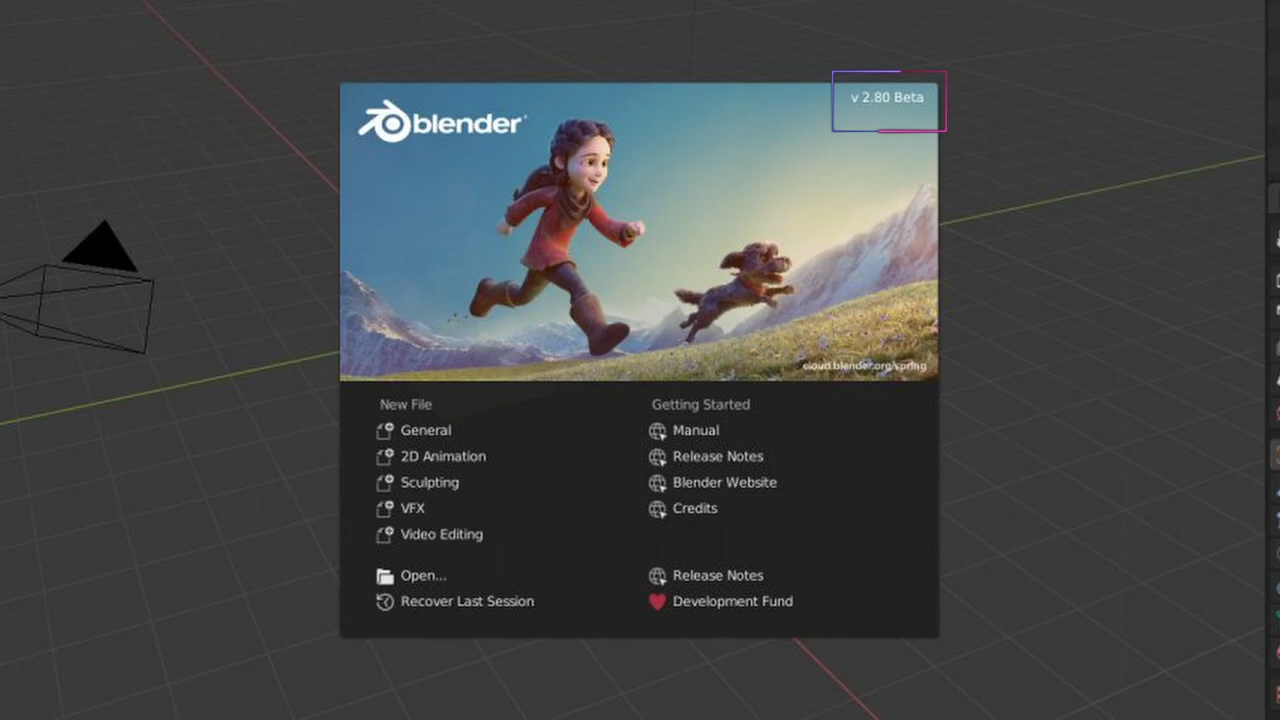 blender
v 2.80 Beta
cloud.blender.org/spring
New File
General
2D Animation
Sculpting
VFX
Video Editing
Open...
Recover Last Session
Getting Started
Manual
Release Notes
Blender Website
Credits
Release Notes
Development Fund